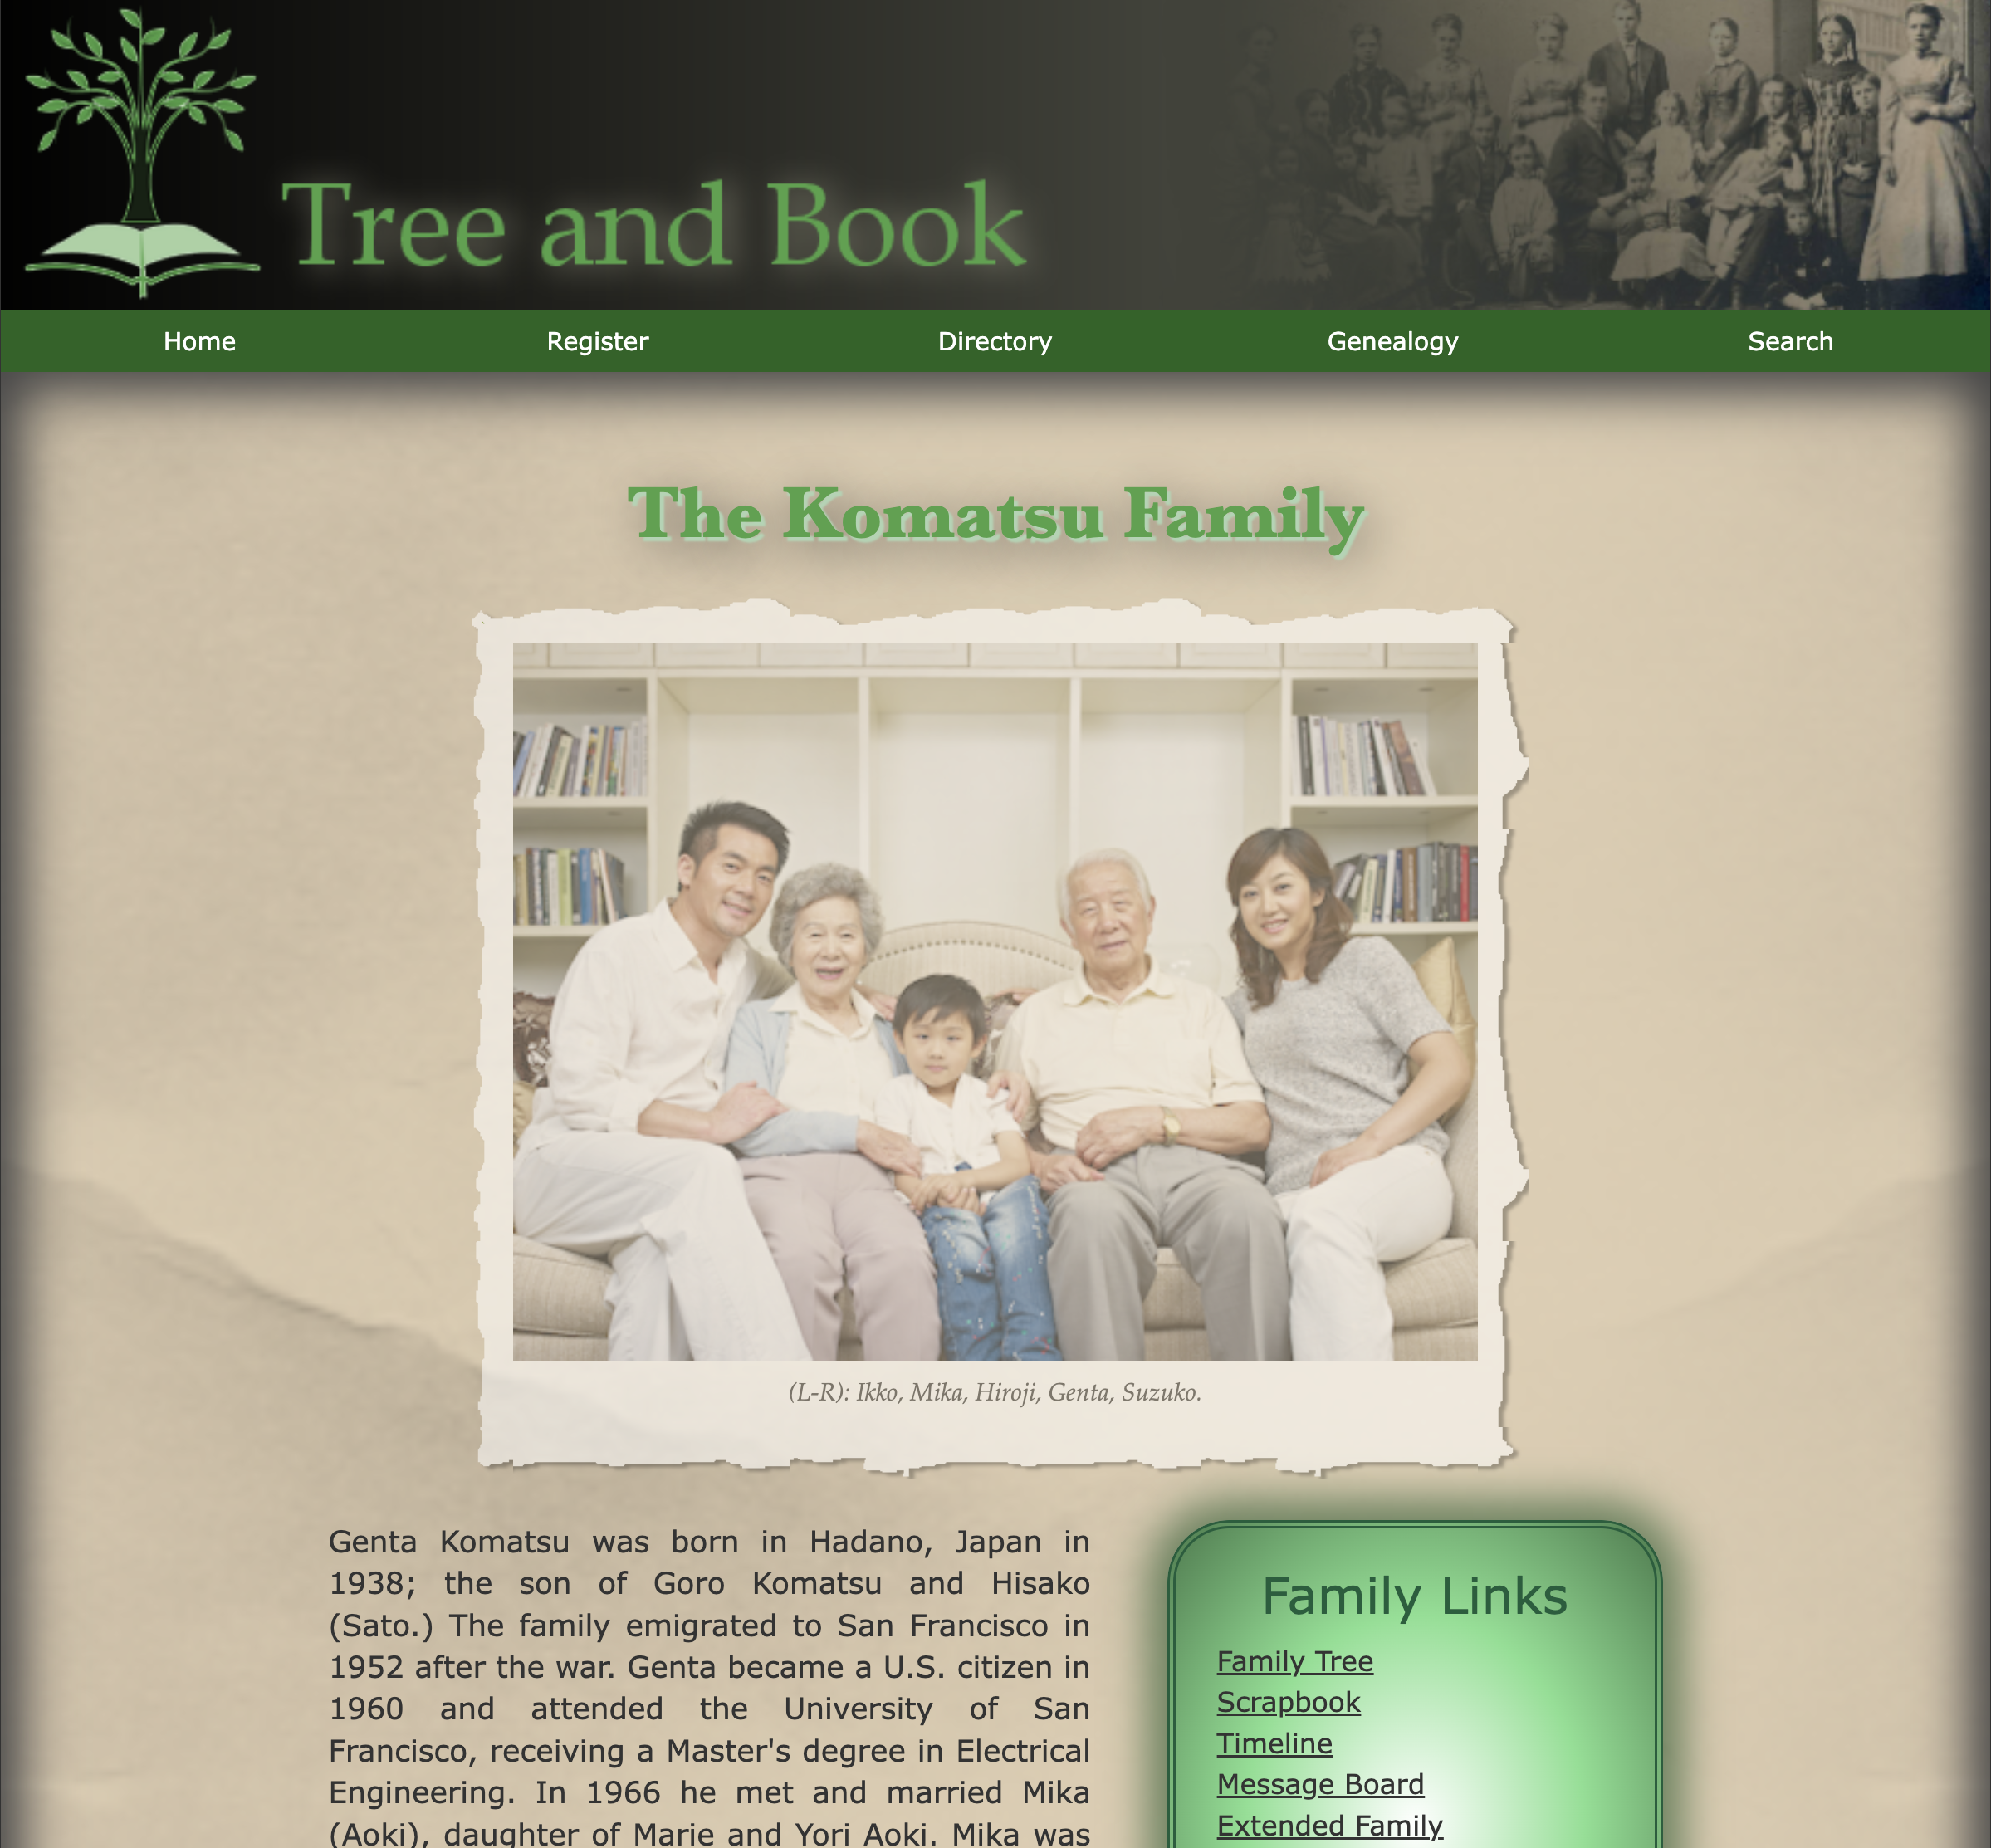 Tree and Book
Home Register Directory Genealogy Search
The Komatsu Family
(L-R): Ikko, Mika, Hiroji, Genta, Suzuko.
Genta Komatsu was born in Hadano, Japan in
1938; the son of Goro Komatsu and Hisako
(Sato.) The family emigrated to San Francisco in
1952 after the war. Genta became a U.S. citizen in
1960 and attended the University of San
Francisco, receiving a Master's degree in Electrical
Engineering. In 1966 he met and married Mika
(Aoki), daughter of Marie and Yori Aoki. Mika was
Family Links
Family Tree
Scrapbook
Timeline
Message Board
Extended Family